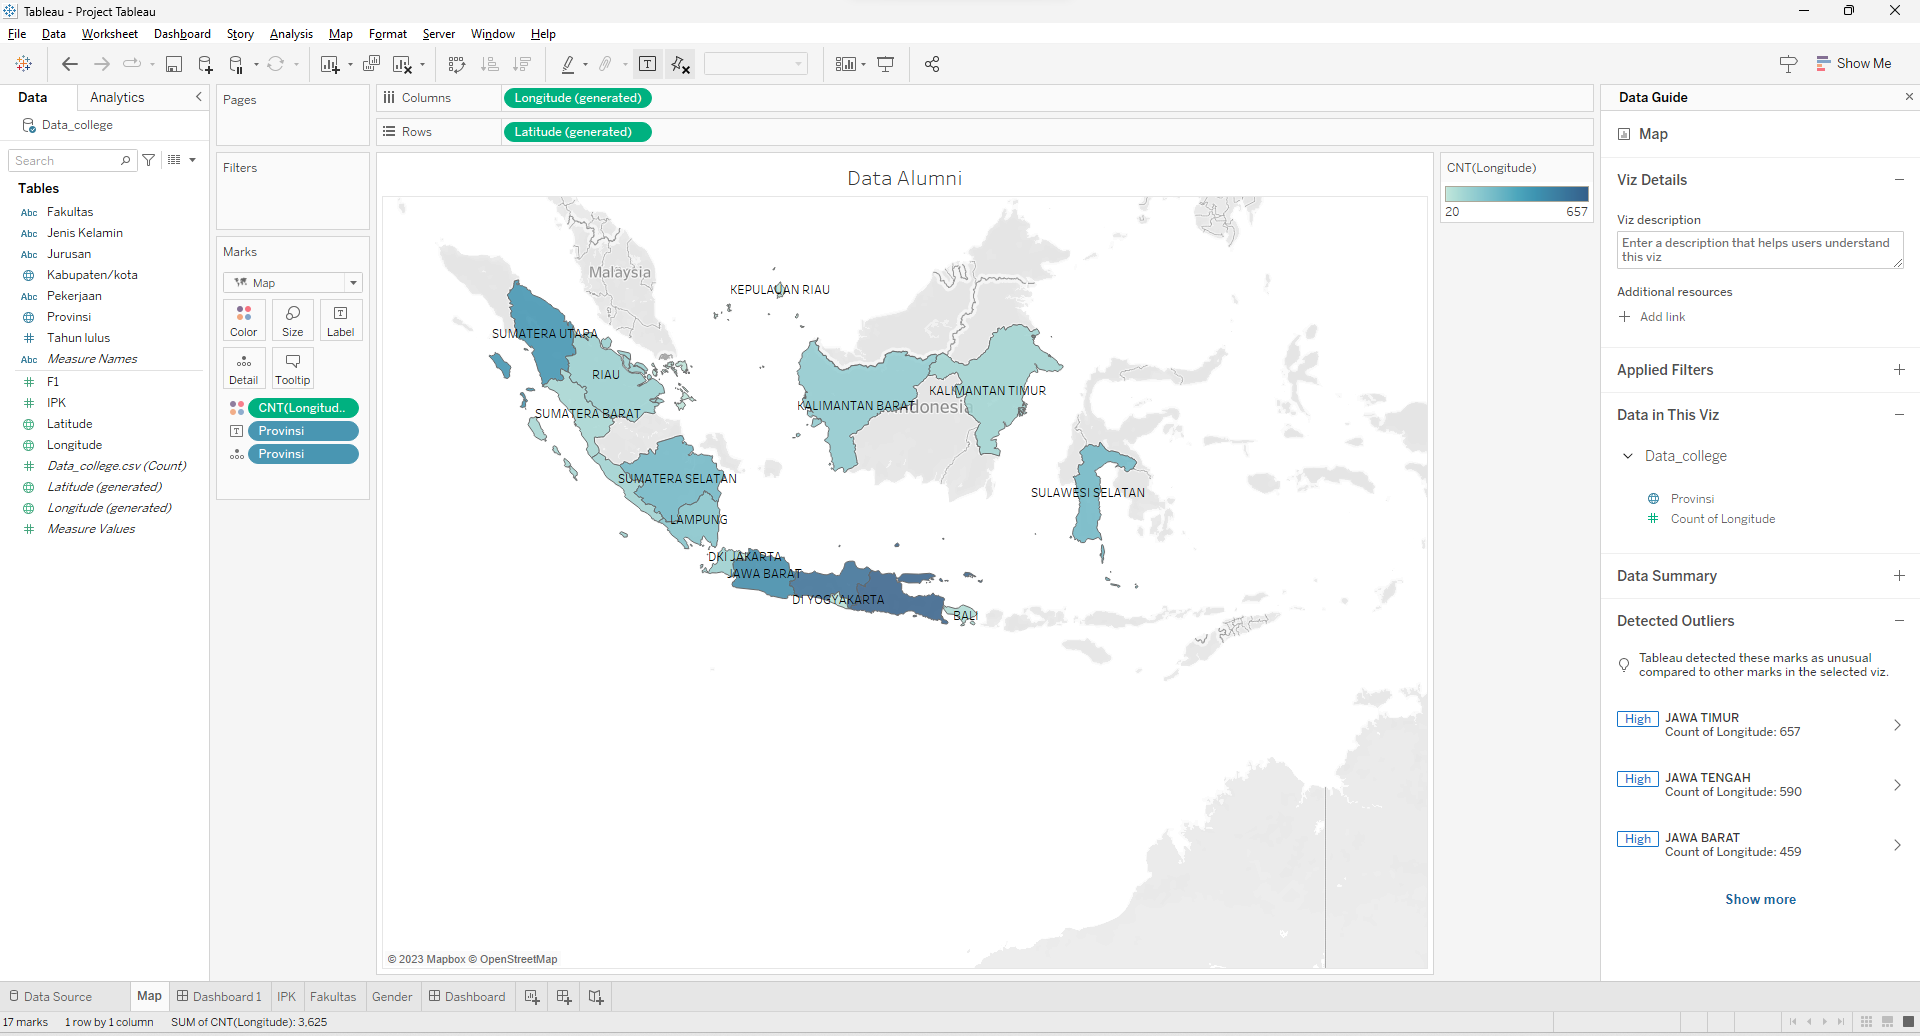 Tableau - Project Tableau
File Data Worksheet Dashboard Story Analysis Map Format Server Window Help
Show Me
Data Analytics
Data_college
Search
Tables
Abc Fakultas
Abc Jenis Kelamin
Abc Jurusan
Kabupaten/kota
Abc Pekerjaan
Provinsi
# Tahun lulus
Abc Measure Names
# F1
# IPK
Latitude
Longitude
# Data_college.csv (Count)
Latitude (generated)
Longitude (generated)
# Measure Values
Pages
Filters
Marks
Map
Color Size Label
Detail Tooltip
CNT(Longitud..
Provinsi
Provinsi
Columns Longitude (generated)
Rows Latitude (generated)
Data Alumni
Malaysia
KEPULAUAN RIAU
SUMATERA UTARA
RIAU
KALIMANTAN TIMUR
KALIMANTAN BARAT
Indonesia
SUMATERA BARAT
SUMATERA SELATAN
SULAWESI SELATAN
LAMPUNG
DKI JAKARTA
JAWA BARAT
DI YOGYAKARTA
BALI
© 2023 Mapbox © OpenStreetMap
CNT(Longitude)
20 657
Data Guide
Map
Viz Details
Viz description
Enter a description that helps users understand
this viz
Additional resources
Add link
Applied Filters
Data in This Viz
Data_college
Provinsi
# Count of Longitude
Data Summary
Detected Outliers
Tableau detected these marks as unusual
compared to other marks in the selected viz.
High JAWA TIMUR
Count of Longitude: 657
High JAWA TENGAH
Count of Longitude: 590
High JAWA BARAT
Count of Longitude: 459
Show more
Data Source Map Dashboard 1 IPK Fakultas Gender Dashboard
17 marks 1 row by 1 column SUM of CNT(Longitude): 3,625